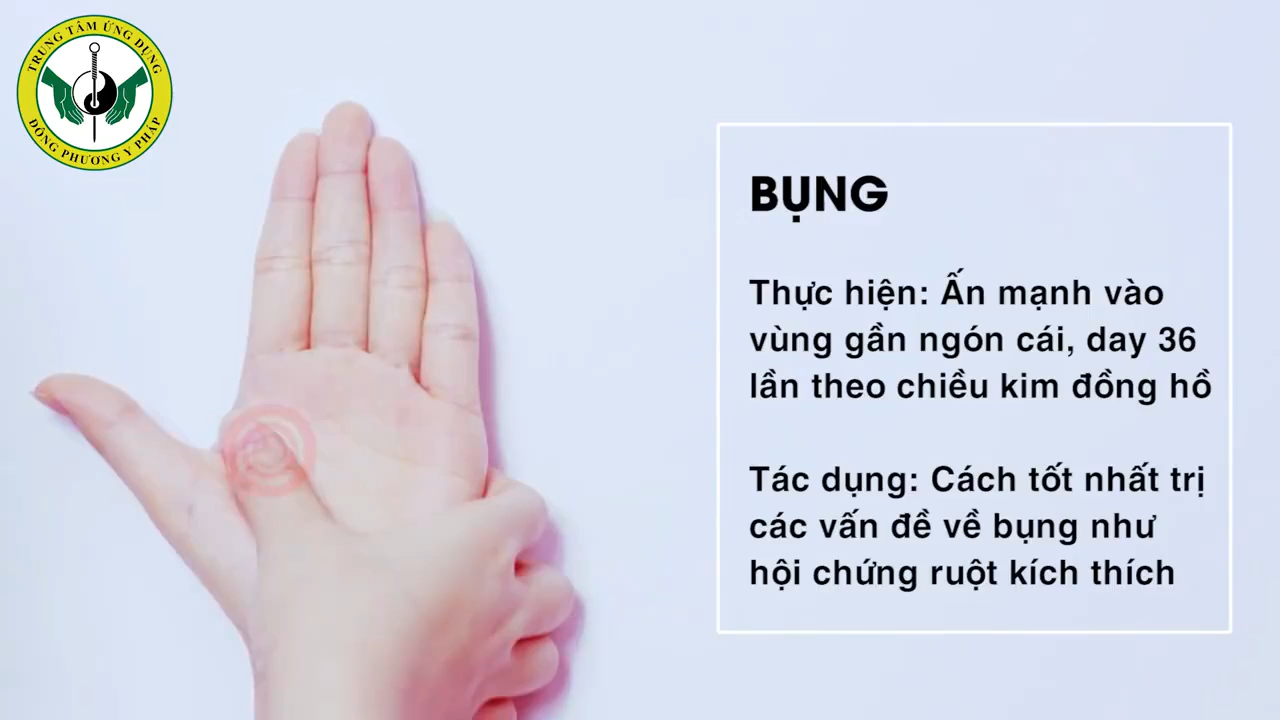 TRUNG TÂM ỨNG DỤNG
ĐÔNG PHƯƠNG Y PHÁP
BỤNG
Thực hiện: Ấn mạnh vào
vùng gần ngón cái, day 36
lần theo chiều kim đồng hồ
Tác dụng: Cách tốt nhất trị
các vấn đề về bụng như
hội chứng ruột kích thích